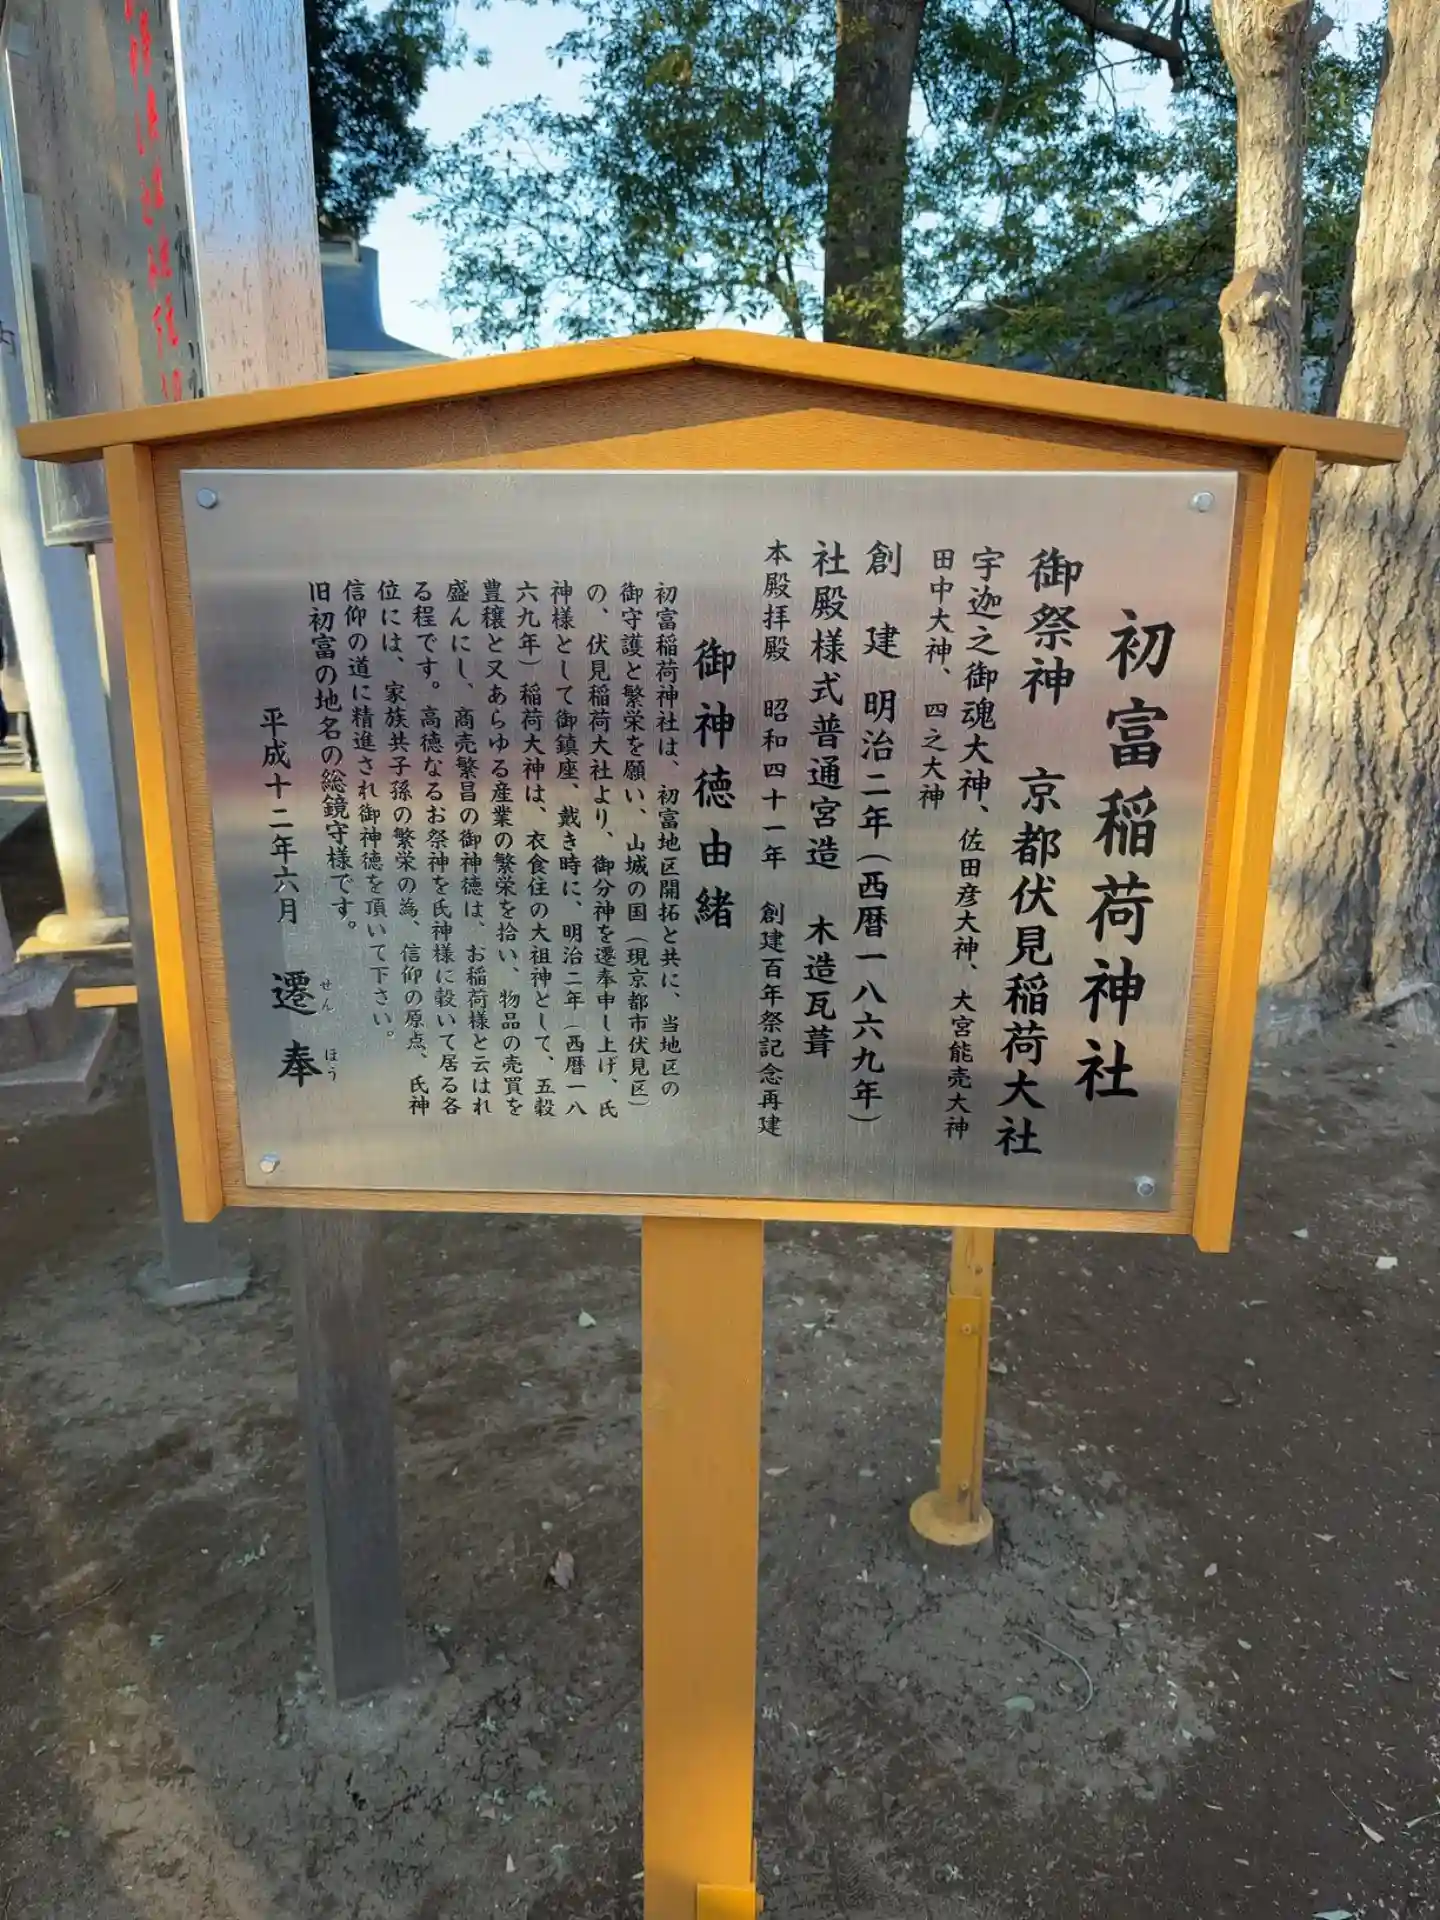 初富稲荷神社
御祭神　京都伏見稲荷大社
宇迦之御魂大神、佐田彦大神、大宮能売大神
田中大神、四之大神
創　建　明治二年（西暦一八六九年）
社殿様式普通宮造　木造瓦葺
本殿拝殿　昭和四十一年　創建百年祭記念再建
御神徳由緒
初富稲荷神社は、初富地区開拓と共に、当地区の
御守護と繁栄を願い、山城の国（現京都市伏見区）
の、伏見稲荷大社より、御分神を遷奉申し上げ、氏
神様として御鎮座、戴き時に、明治二年（西暦一八
六九年）稲荷大神は、衣食住の大祖神として、五穀
豊穣と又あらゆる産業の繁栄を拾い、物品の売買を
盛んにし、商売繁昌の御神徳は、お稲荷様と云はれ
る程です。高徳なるお祭神を氏神様に戴いて居る各
位には、家族共子孫の繁栄の為、信仰の原点、氏神
信仰の道に精進され御神徳を頂いて下さい。
旧初富の地名の総鏡守様です。
平成十二年六月　遷奉
せん　ほう